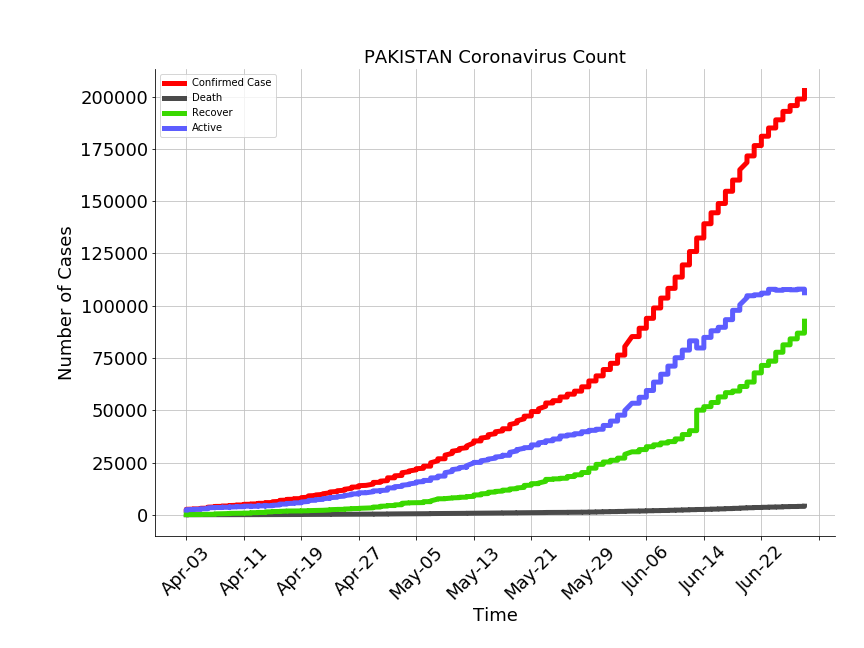 PAKISTAN Coronavirus Count
Confirmed Case
Death
Recover
Active
Number of Cases
200000
175000
150000
125000
100000
75000
50000
25000
0
Apr-03
Apr-11
Apr-19
Apr-27
May-05
May-13
May-21
May-29
Jun-06
Jun-14
Jun-22
Time